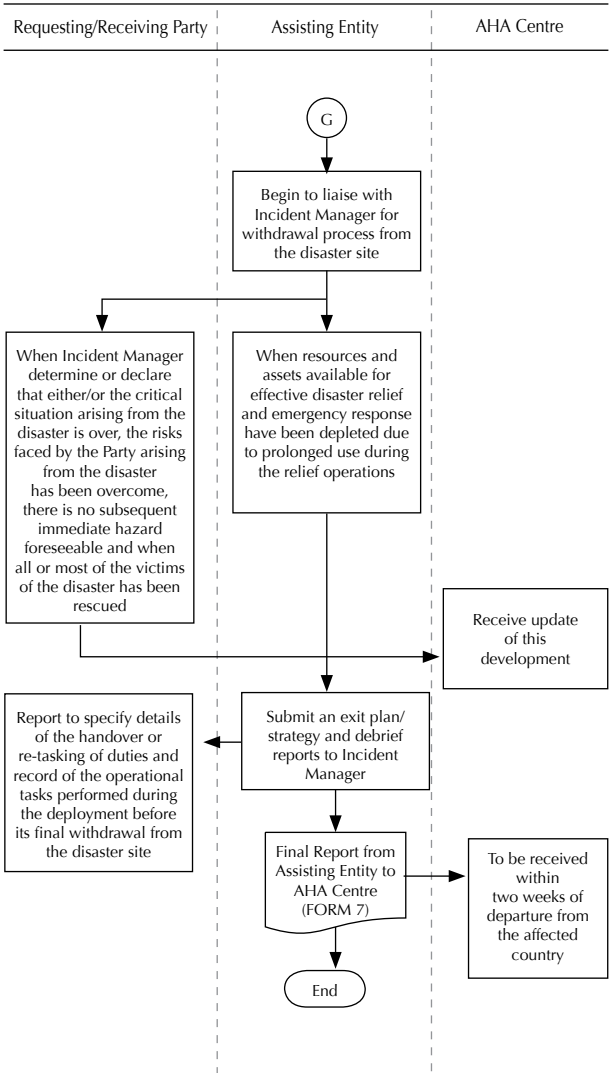 Requesting/Receiving Party
Assisting Entity
AHA Centre
G
Begin to liaise with
Incident Manager for
withdrawal process from
the disaster site
When Incident Manager
determine or declare
that either/or the critical
situation arising from the
disaster is over, the risks
faced by the Party arising
from the disaster
has been overcome,
there is no subsequent
immediate hazard
foreseeable and when
all or most of the victims
of the disaster has been
rescued
When resources and
assets available for
effective disaster relief
and emergency response
have been depleted due
to prolonged use during
the relief operations
Receive update
of this
development
Report to specify details
of the handover or
re-tasking of duties and
record of the operational
tasks performed during
the deployment before
its final withdrawal from
the disaster site
Submit an exit plan/
strategy and debrief
reports to Incident
Manager
Final Report from
Assisting Entity to
AHA Centre
(FORM 7)
To be received
within
two weeks of
departure from
the affected
country
End